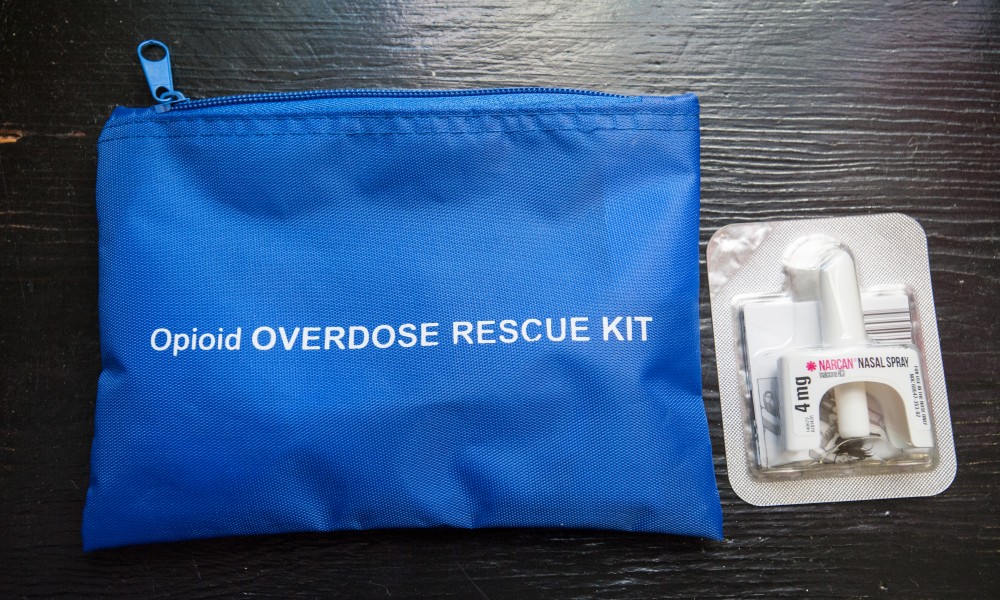 Opioid OVERDOSE RESCUE KIT
NARCAN® NASAL SPRAY
4 mg